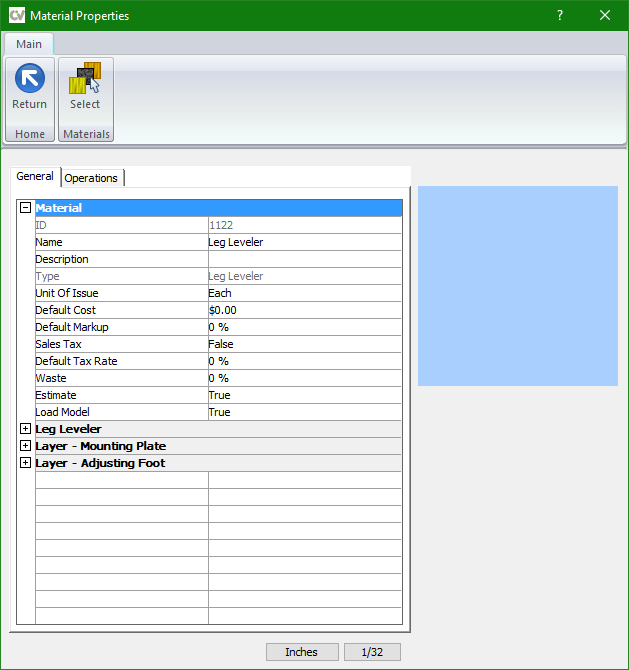 CV Material Properties ?
Main
Return Select
Home Materials
General Operations
Material
ID 1122
Name Leg Leveler
Description
Type Leg Leveler
Unit Of Issue Each
Default Cost $0.00
Default Markup 0 %
Sales Tax False
Default Tax Rate 0 %
Waste 0 %
Estimate True
Load Model True
Leg Leveler
Layer - Mounting Plate
Layer - Adjusting Foot
Inches 1/32